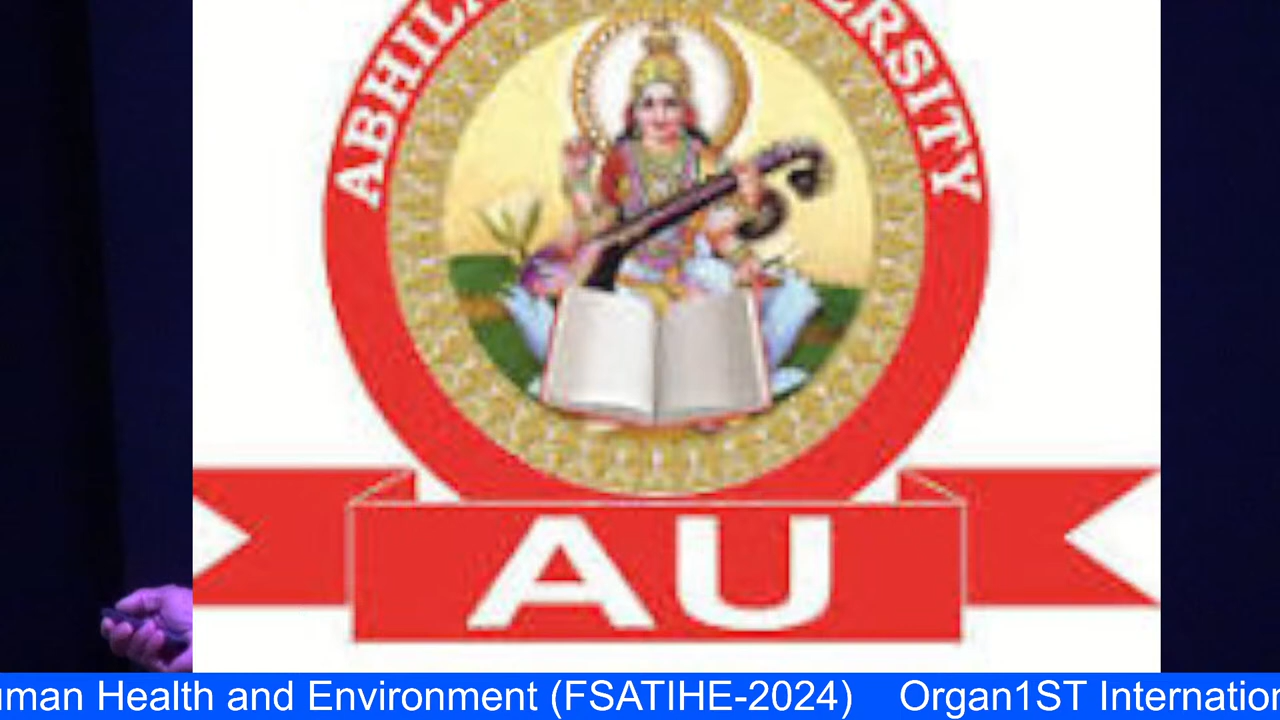 ABHIL
ERSITY
AU
uman Health and Environment (FSATIHE-2024) Organ1ST Internation